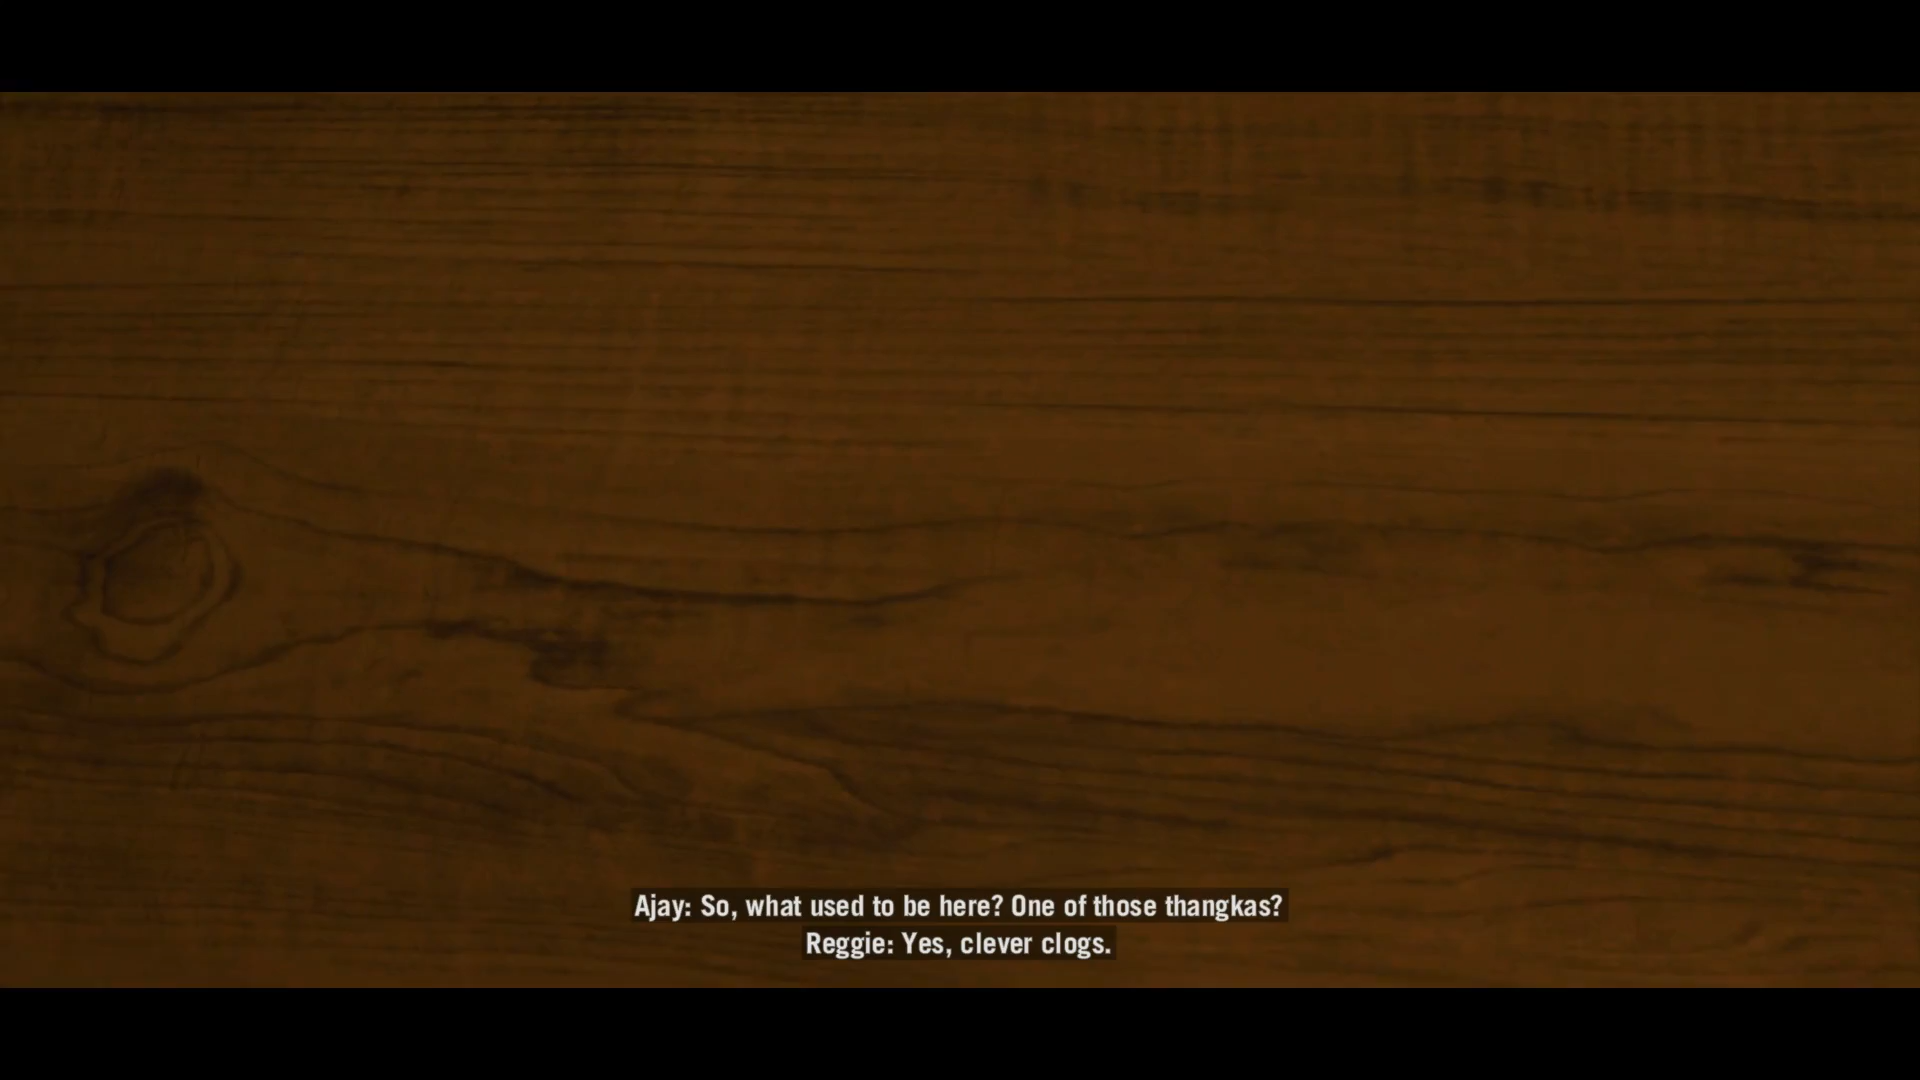 Ajay: So, what used to be here? One of those thangkas?
Reggie: Yes, clever clogs.